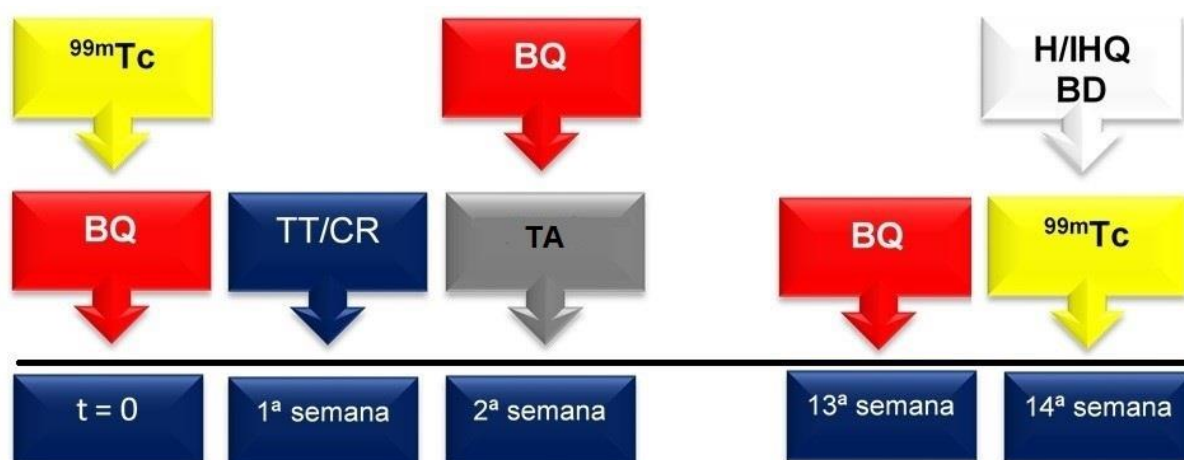 99mTc
BQ
H/IHQ
BD
BQ
TT/CR
TA
BQ
99mTc
t = 0
1ª semana
2ª semana
13ª semana
14ª semana